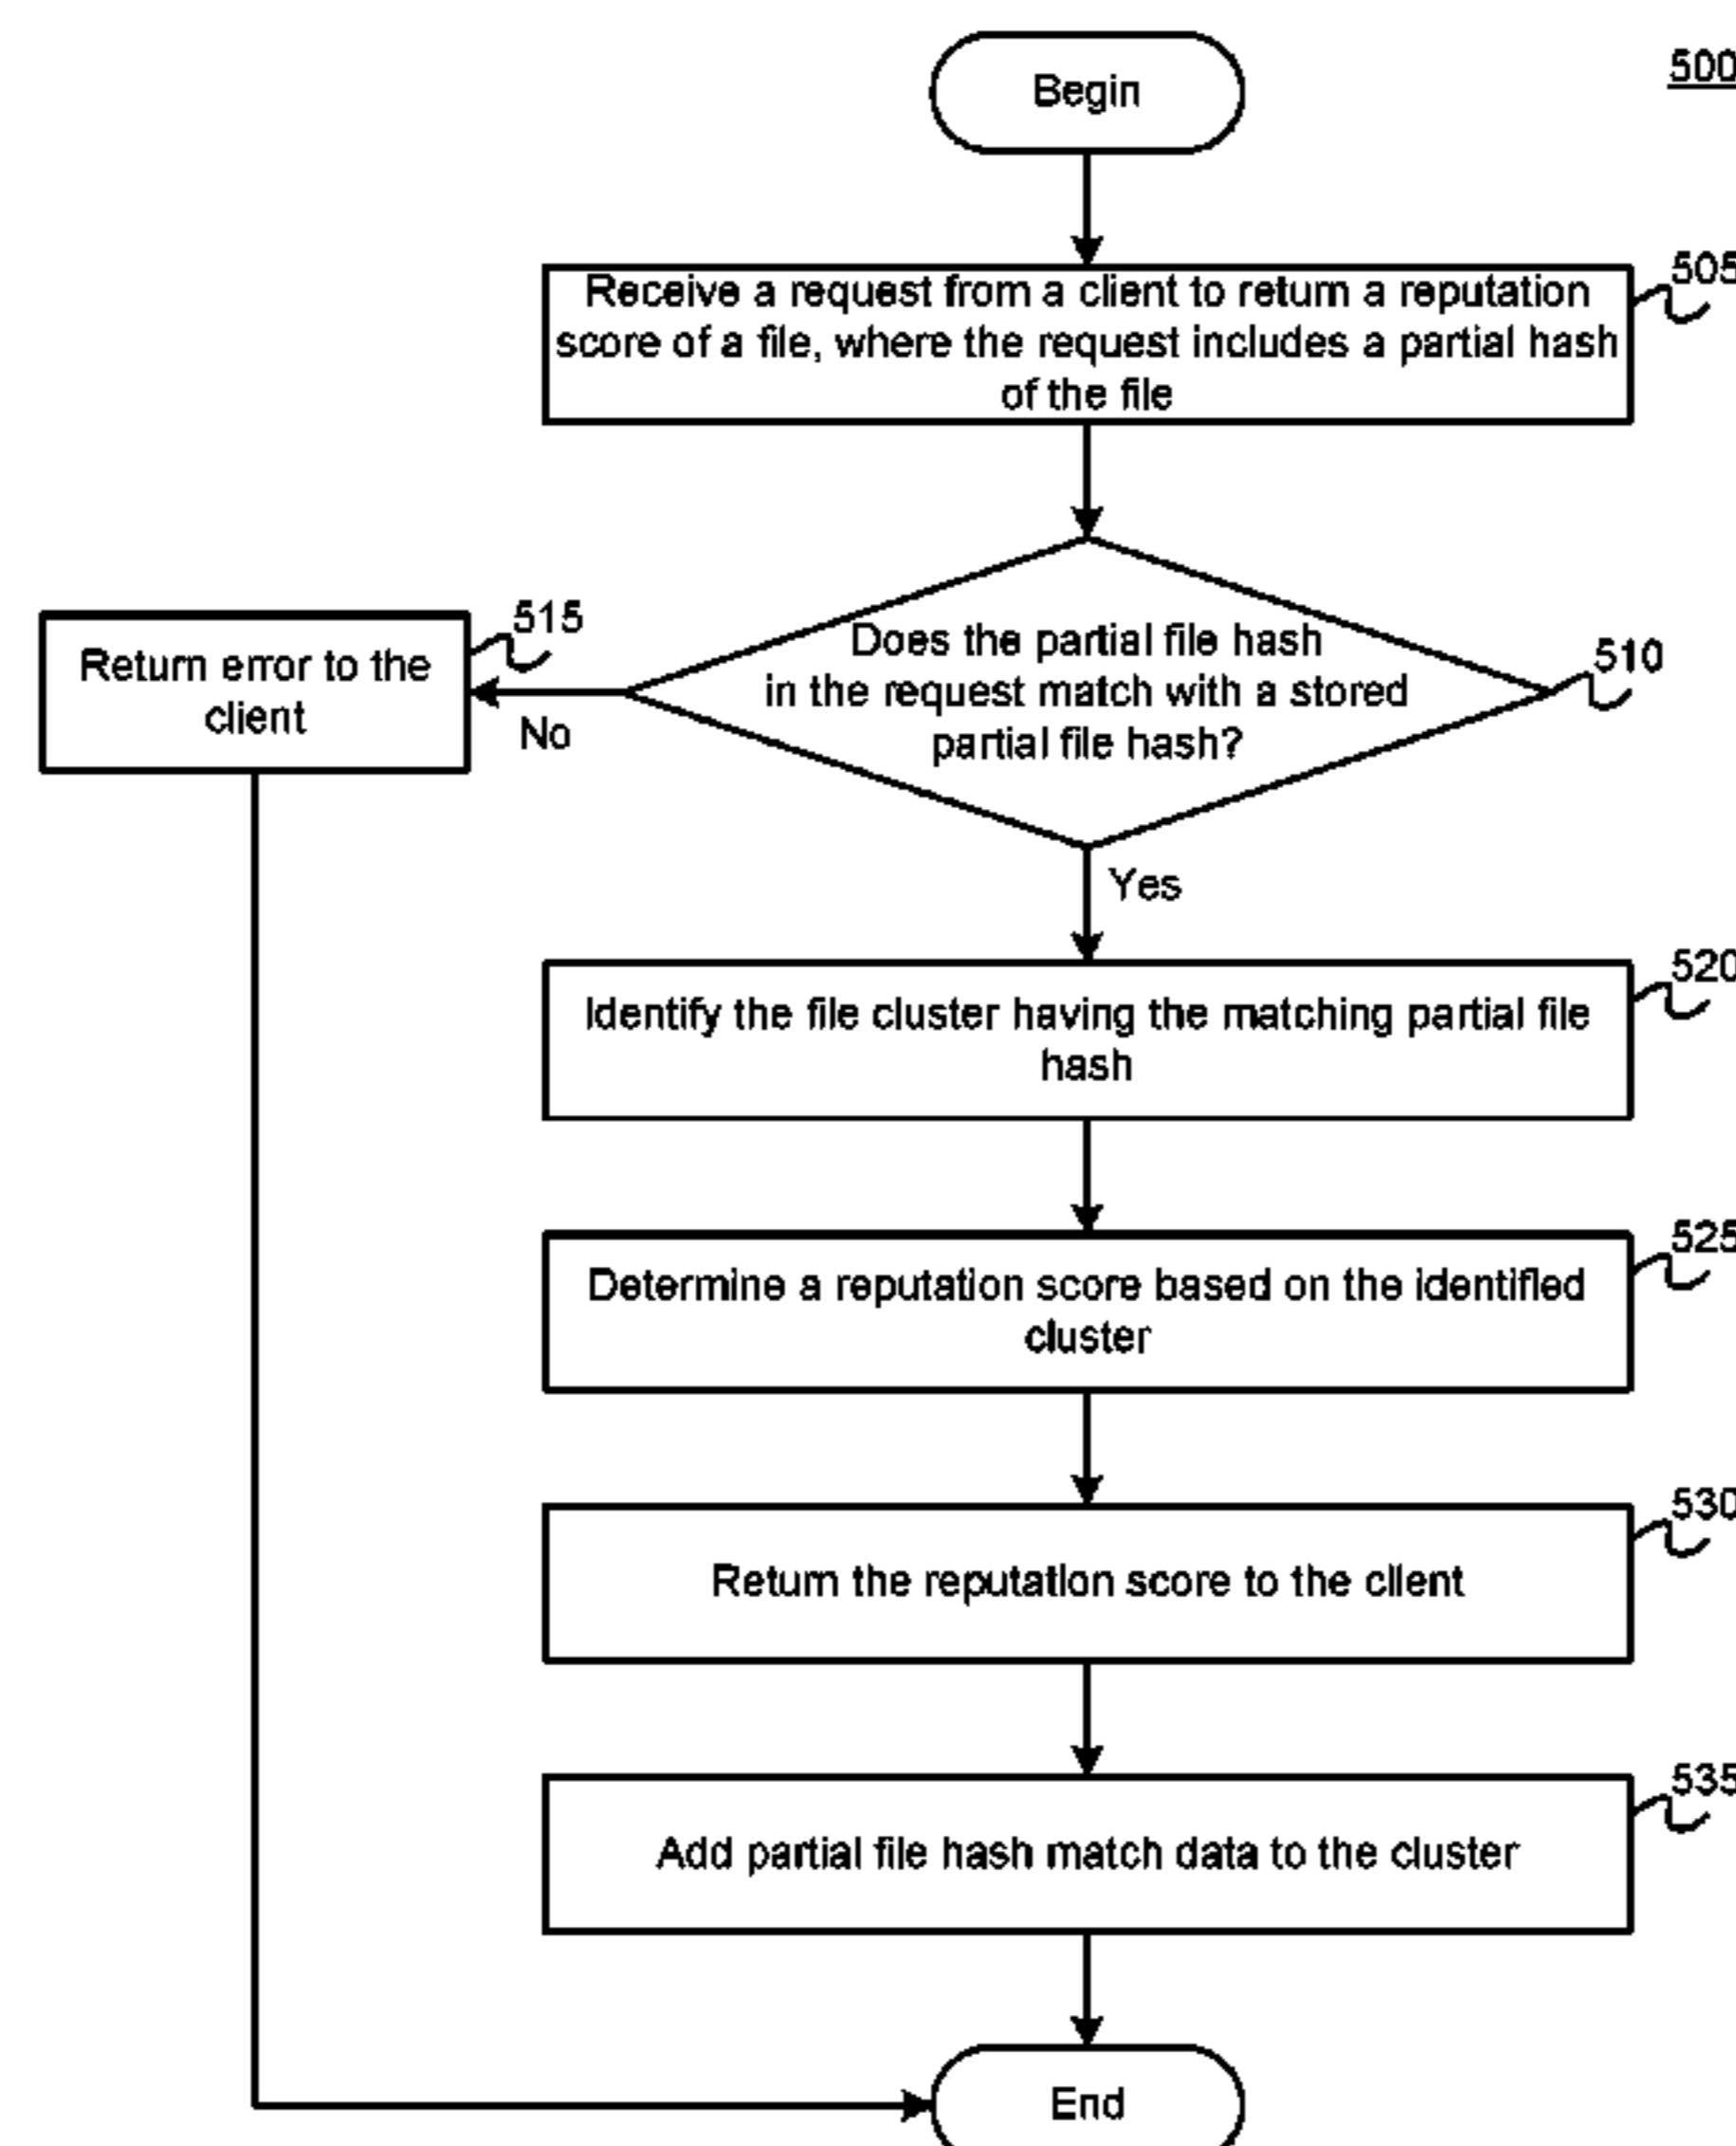 Begin
500
Receive a request from a client to return a reputation
score of a file, where the request includes a partial hash
of the file
505
Does the partial file hash
in the request match with a stored
partial file hash?
510
Return error to the
client
515
No
Yes
Identify the file cluster having the matching partial file
hash
520
Determine a reputation score based on the identified
cluster
525
Return the reputation score to the client
530
Add partial file hash match data to the cluster
535
End